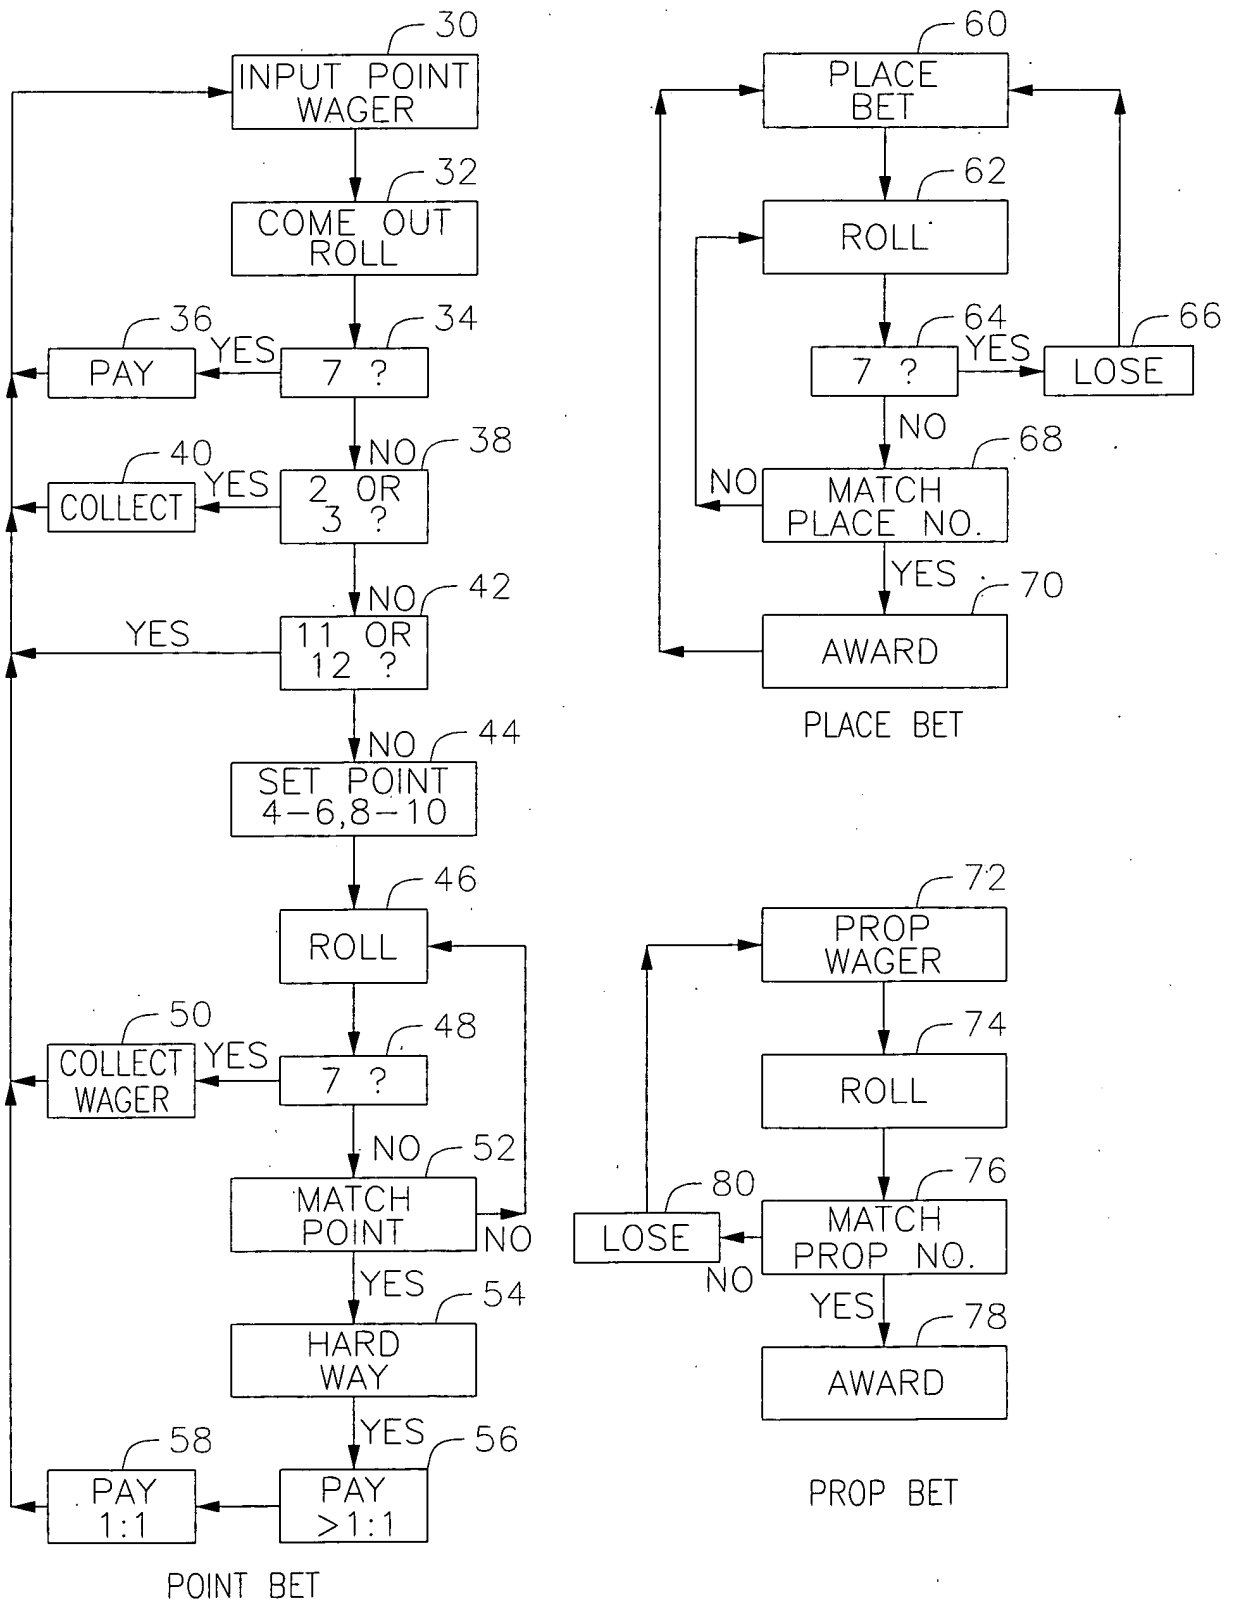 30
INPUT POINT
WAGER
32
COME OUT
ROLL
34
7 ?
YES
36
PAY
NO
38
2 OR
3 ?
YES
40
COLLECT
NO
42
11 OR
12 ?
YES
NO
44
SET POINT
4-6,8-10
46
ROLL
48
7 ?
YES
50
COLLECT
WAGER
NO
52
MATCH
POINT
NO
YES
54
HARD
WAY
YES
56
PAY
>1:1
58
PAY
1:1
POINT BET
60
PLACE
BET
62
ROLL
64
7 ?
YES
66
LOSE
NO
68
MATCH
PLACE NO.
NO
YES
70
AWARD
PLACE BET
72
PROP
WAGER
74
ROLL
76
MATCH
PROP NO.
NO
80
LOSE
YES
78
AWARD
PROP BET